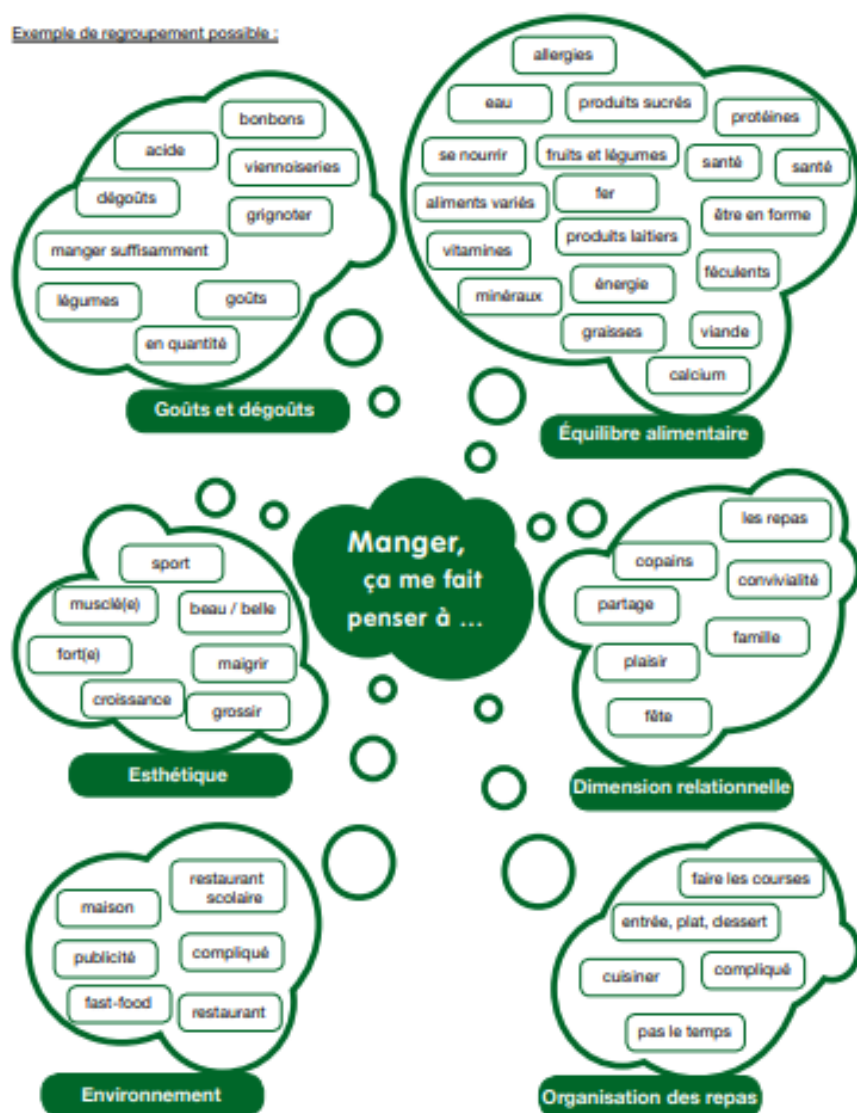 Exemple de regroupement possible :
bonbons
acide
viennoiseries
dégoûts
grignoter
manger suffisamment
légumes
goûts
en quantité
Goûts et dégoûts
allergies
eau
produits sucrés
protéines
se nourrir
fruits et légumes
santé
santé
aliments variés
fer
être en forme
vitamines
produits laitiers
féculents
minéraux
énergie
graisses
viande
calcium
Équilibre alimentaire
Manger,
ça me fait
penser à ...
sport
musclé(e)
beau / belle
fort(e)
maigrir
croissance
grossir
Esthétique
les repas
copains
convivialité
partage
famille
plaisir
fête
Dimension relationnelle
restaurant
scolaire
maison
publicité
compliqué
fast-food
restaurant
Environnement
faire les courses
entrée, plat, dessert
cuisiner
compliqué
pas le temps
Organisation des repas